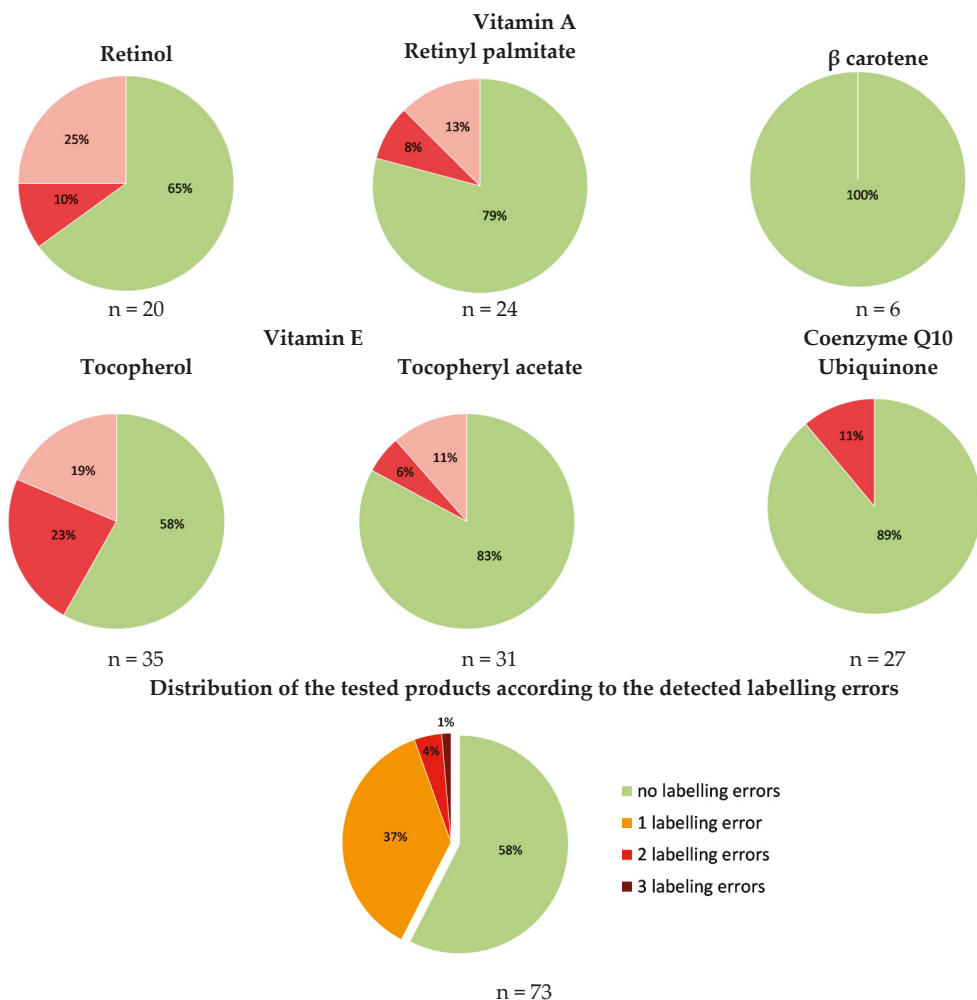 Vitamin A
Retinol
Retinyl palmitate
β carotene
25%
10%
65%
13%
8%
79%
100%
n = 20
n = 24
n = 6
Vitamin E
Coenzyme Q10
Tocopherol
Tocopheryl acetate
Ubiquinone
19%
23%
58%
11%
6%
83%
11%
89%
n = 35
n = 31
n = 27
Distribution of the tested products according to the detected labelling errors
1%
4%
37%
58%
no labelling errors
1 labelling error
2 labelling errors
3 labeling errors
n = 73